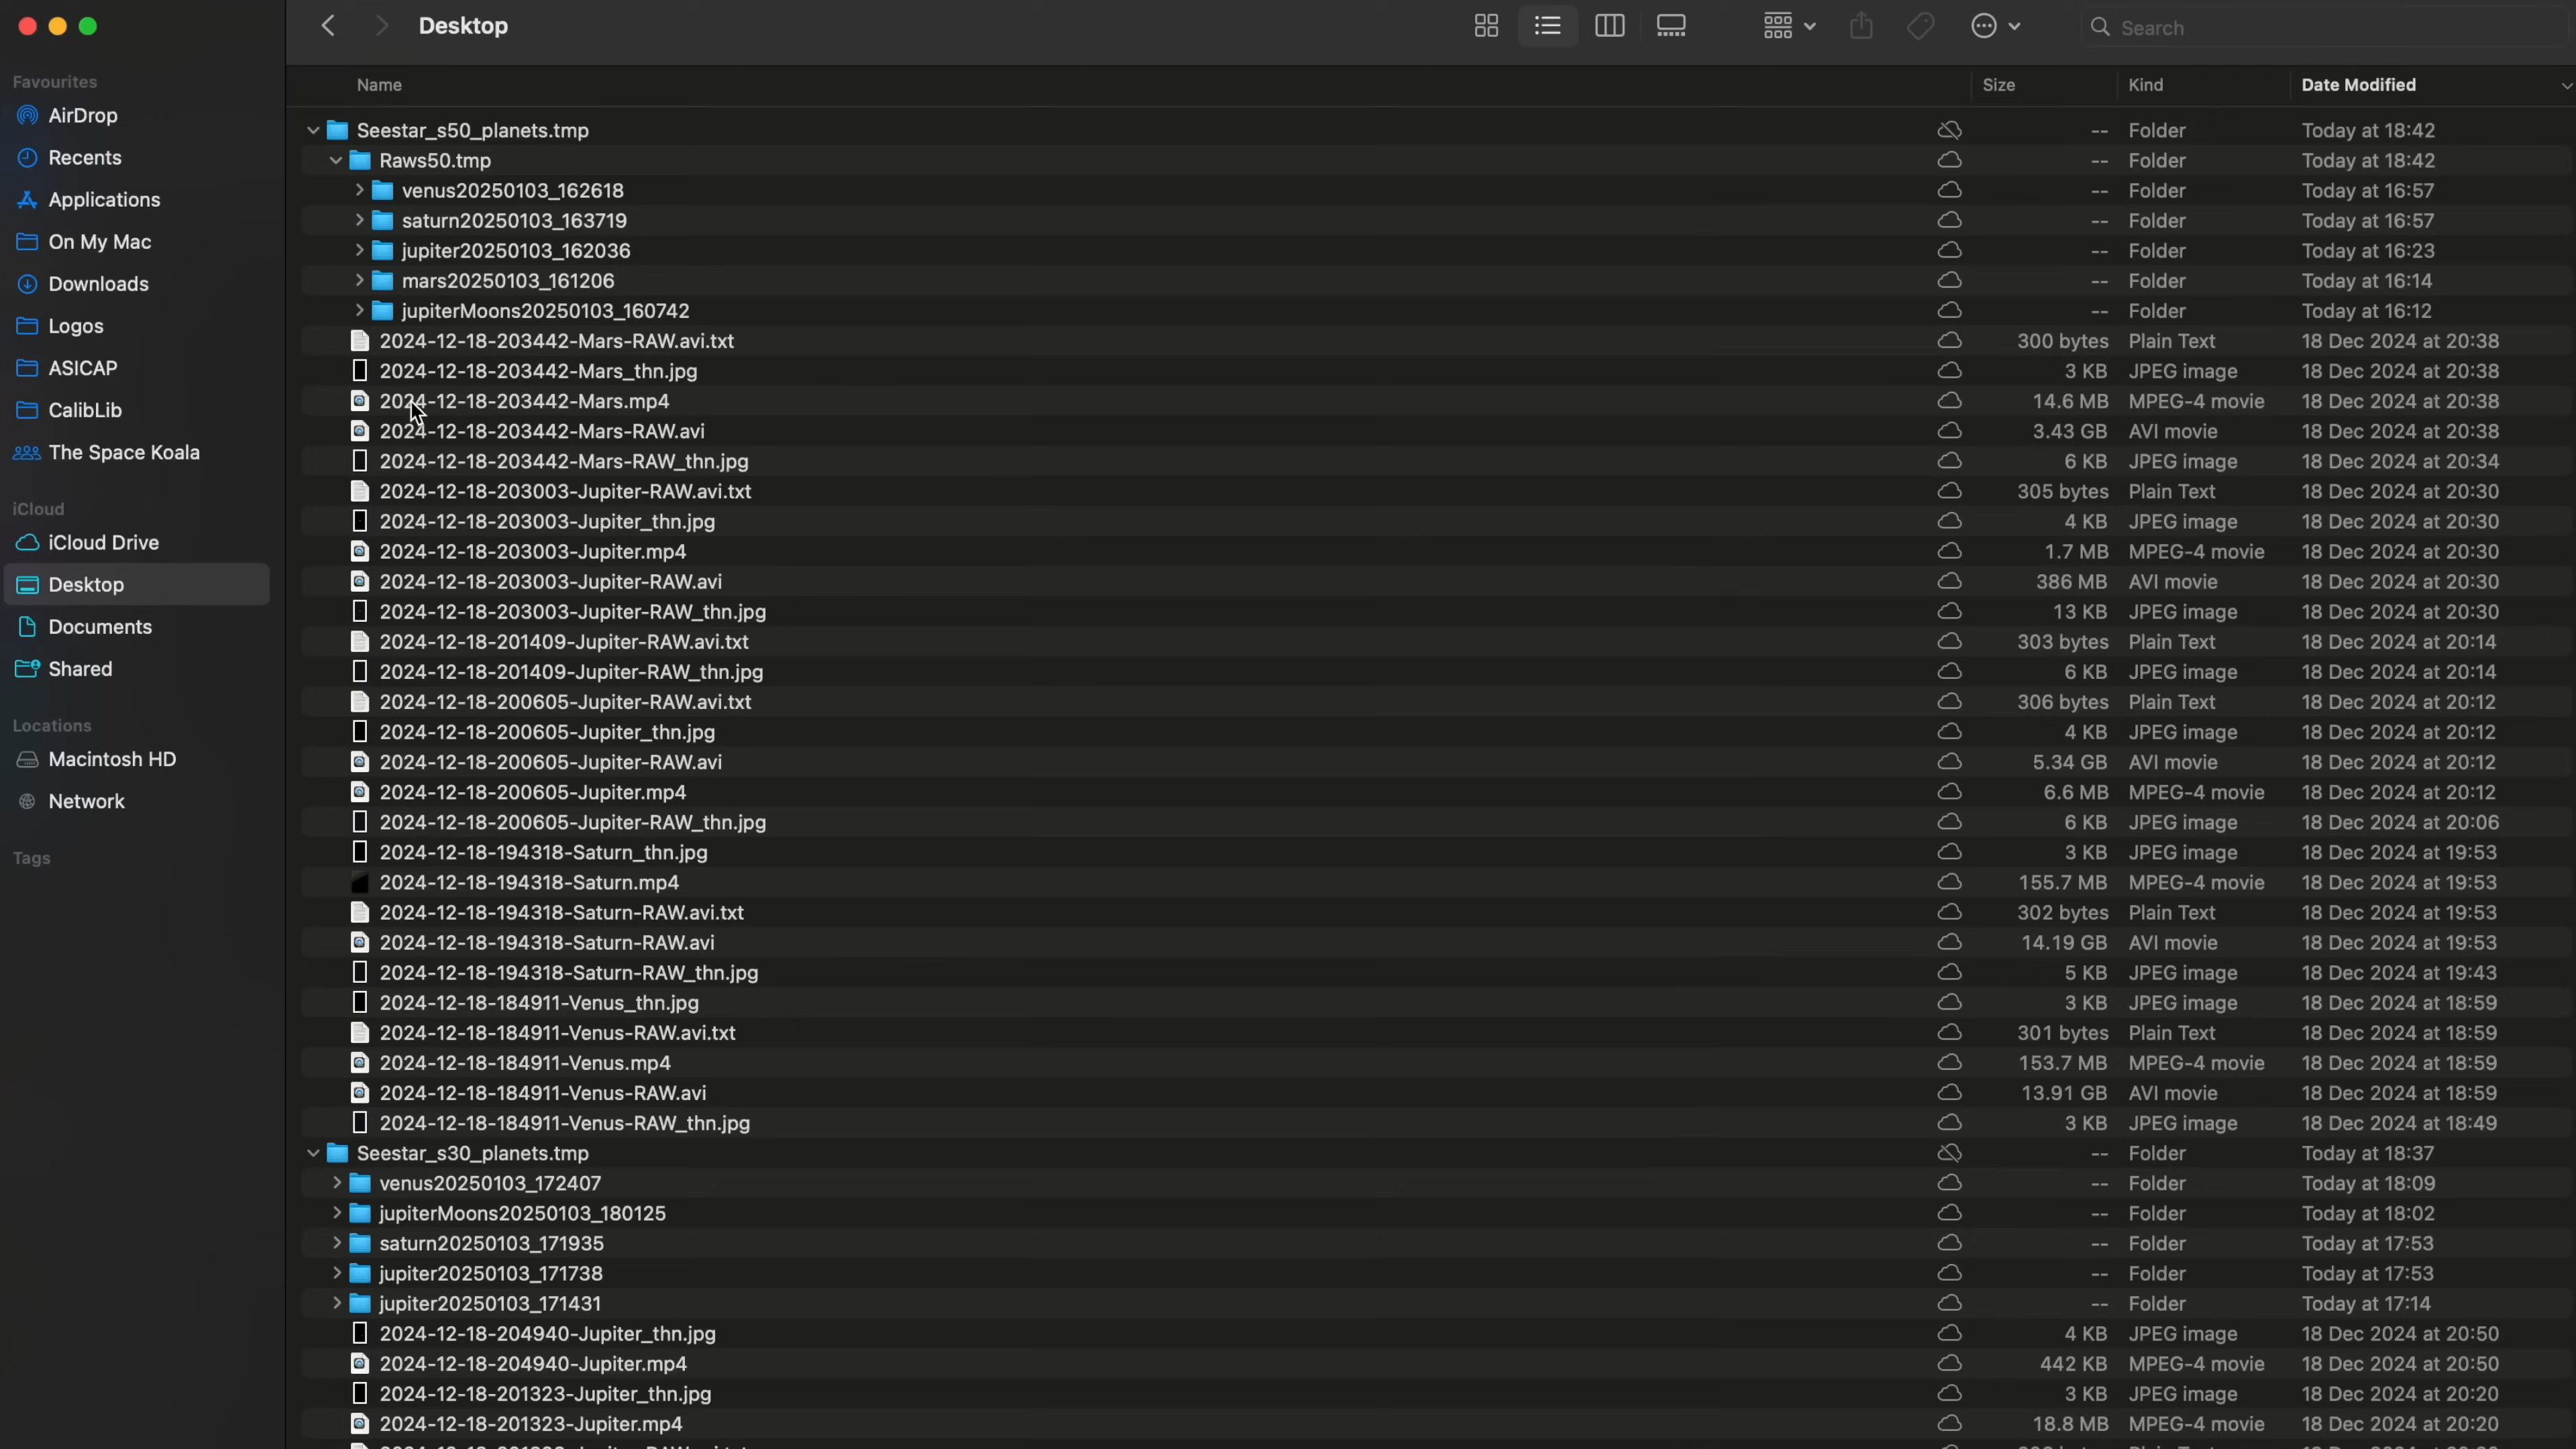 Desktop
Search
Favourites
AirDrop
Recents
Applications
On My Mac
Downloads
Logos
ASICAP
CalibLib
The Space Koala
iCloud
iCloud Drive
Desktop
Documents
Shared
Locations
Macintosh HD
Network
Tags
Name Size Kind Date Modified
Seestar_s50_planets.tmp -- Folder Today at 18:42
Raws50.tmp -- Folder Today at 18:42
venus20250103_162618 -- Folder Today at 16:57
saturn20250103_163719 -- Folder Today at 16:57
jupiter20250103_162036 -- Folder Today at 16:23
mars20250103_161206 -- Folder Today at 16:14
jupiterMoons20250103_160742 -- Folder Today at 16:12
2024-12-18-203442-Mars-RAW.avi.txt 300 bytes Plain Text 18 Dec 2024 at 20:38
2024-12-18-203442-Mars_thn.jpg 3 KB JPEG image 18 Dec 2024 at 20:38
2024-12-18-203442-Mars.mp4 14.6 MB MPEG-4 movie 18 Dec 2024 at 20:38
2024-12-18-203442-Mars-RAW.avi 3.43 GB AVI movie 18 Dec 2024 at 20:38
2024-12-18-203442-Mars-RAW_thn.jpg 6 KB JPEG image 18 Dec 2024 at 20:34
2024-12-18-203003-Jupiter-RAW.avi.txt 305 bytes Plain Text 18 Dec 2024 at 20:30
2024-12-18-203003-Jupiter_thn.jpg 4 KB JPEG image 18 Dec 2024 at 20:30
2024-12-18-203003-Jupiter.mp4 1.7 MB MPEG-4 movie 18 Dec 2024 at 20:30
2024-12-18-203003-Jupiter-RAW.avi 386 MB AVI movie 18 Dec 2024 at 20:30
2024-12-18-203003-Jupiter-RAW_thn.jpg 13 KB JPEG image 18 Dec 2024 at 20:30
2024-12-18-201409-Jupiter-RAW.avi.txt 303 bytes Plain Text 18 Dec 2024 at 20:14
2024-12-18-201409-Jupiter-RAW_thn.jpg 6 KB JPEG image 18 Dec 2024 at 20:14
2024-12-18-200605-Jupiter-RAW.avi.txt 306 bytes Plain Text 18 Dec 2024 at 20:12
2024-12-18-200605-Jupiter_thn.jpg 4 KB JPEG image 18 Dec 2024 at 20:12
2024-12-18-200605-Jupiter-RAW.avi 5.34 GB AVI movie 18 Dec 2024 at 20:12
2024-12-18-200605-Jupiter.mp4 6.6 MB MPEG-4 movie 18 Dec 2024 at 20:12
2024-12-18-200605-Jupiter-RAW_thn.jpg 6 KB JPEG image 18 Dec 2024 at 20:06
2024-12-18-194318-Saturn_thn.jpg 3 KB JPEG image 18 Dec 2024 at 19:53
2024-12-18-194318-Saturn.mp4 155.7 MB MPEG-4 movie 18 Dec 2024 at 19:53
2024-12-18-194318-Saturn-RAW.avi.txt 302 bytes Plain Text 18 Dec 2024 at 19:53
2024-12-18-194318-Saturn-RAW.avi 14.19 GB AVI movie 18 Dec 2024 at 19:53
2024-12-18-194318-Saturn-RAW_thn.jpg 5 KB JPEG image 18 Dec 2024 at 19:43
2024-12-18-184911-Venus_thn.jpg 3 KB JPEG image 18 Dec 2024 at 18:59
2024-12-18-184911-Venus-RAW.avi.txt 301 bytes Plain Text 18 Dec 2024 at 18:59
2024-12-18-184911-Venus.mp4 153.7 MB MPEG-4 movie 18 Dec 2024 at 18:59
2024-12-18-184911-Venus-RAW.avi 13.91 GB AVI movie 18 Dec 2024 at 18:59
2024-12-18-184911-Venus-RAW_thn.jpg 3 KB JPEG image 18 Dec 2024 at 18:49
Seestar_s30_planets.tmp -- Folder Today at 18:37
venus20250103_172407 -- Folder Today at 18:09
jupiterMoons20250103_180125 -- Folder Today at 18:02
saturn20250103_171935 -- Folder Today at 17:53
jupiter20250103_171738 -- Folder Today at 17:53
jupiter20250103_171431 -- Folder Today at 17:14
2024-12-18-204940-Jupiter_thn.jpg 4 KB JPEG image 18 Dec 2024 at 20:50
2024-12-18-204940-Jupiter.mp4 442 KB MPEG-4 movie 18 Dec 2024 at 20:50
2024-12-18-201323-Jupiter_thn.jpg 3 KB JPEG image 18 Dec 2024 at 20:20
2024-12-18-201323-Jupiter.mp4 18.8 MB MPEG-4 movie 18 Dec 2024 at 20:20